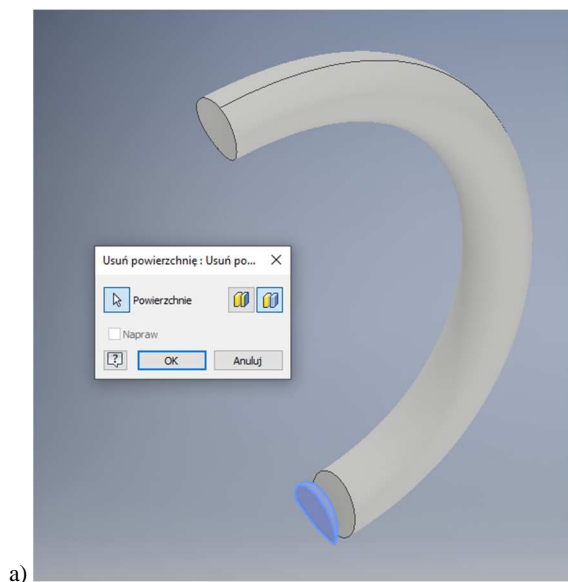 Usuń powierzchnię : Usuń po...
Powierzchnie
Napraw
OK Anuluj
a)